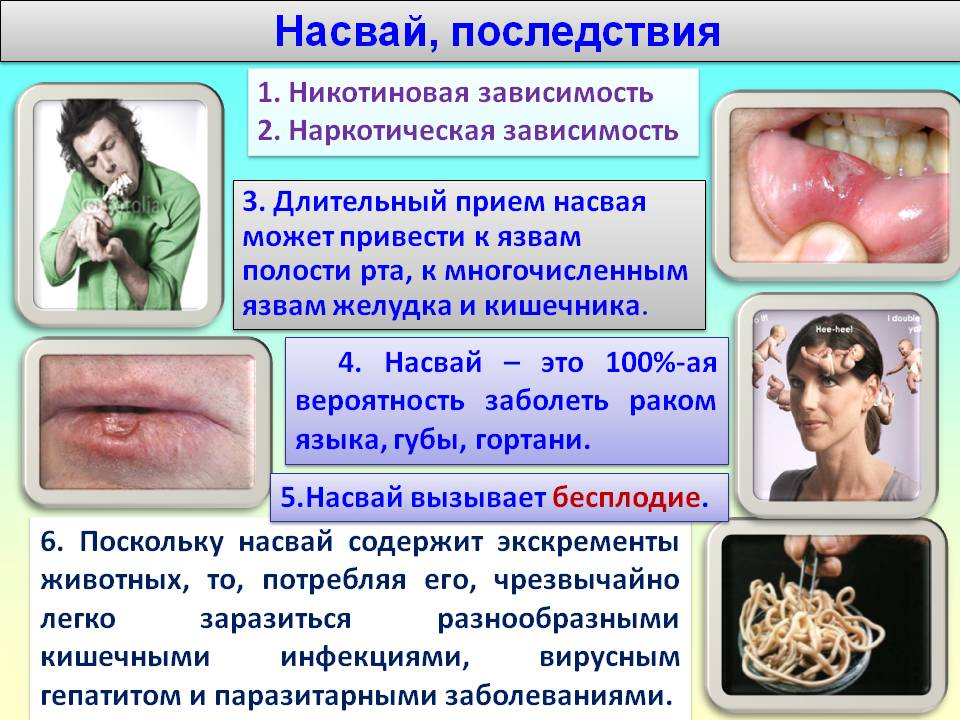 Насвай, последствия
1. Никотиновая зависимость
2. Наркотическая зависимость
3. Длительный прием насвая
может привести к язвам
полости рта, к многочисленным
язвам желудка и кишечника.
Hee-hee!
I double
4. Насвай – это 100%-ая
вероятность заболеть раком
языка, губы, гортани.
5.Насвай вызывает бесплодие.
6. Поскольку насвай содержит экскременты
животных, то, потребляя его, чрезвычайно
легко заразиться разнообразными
кишечными инфекциями, вирусным
гепатитом и паразитарными заболеваниями.